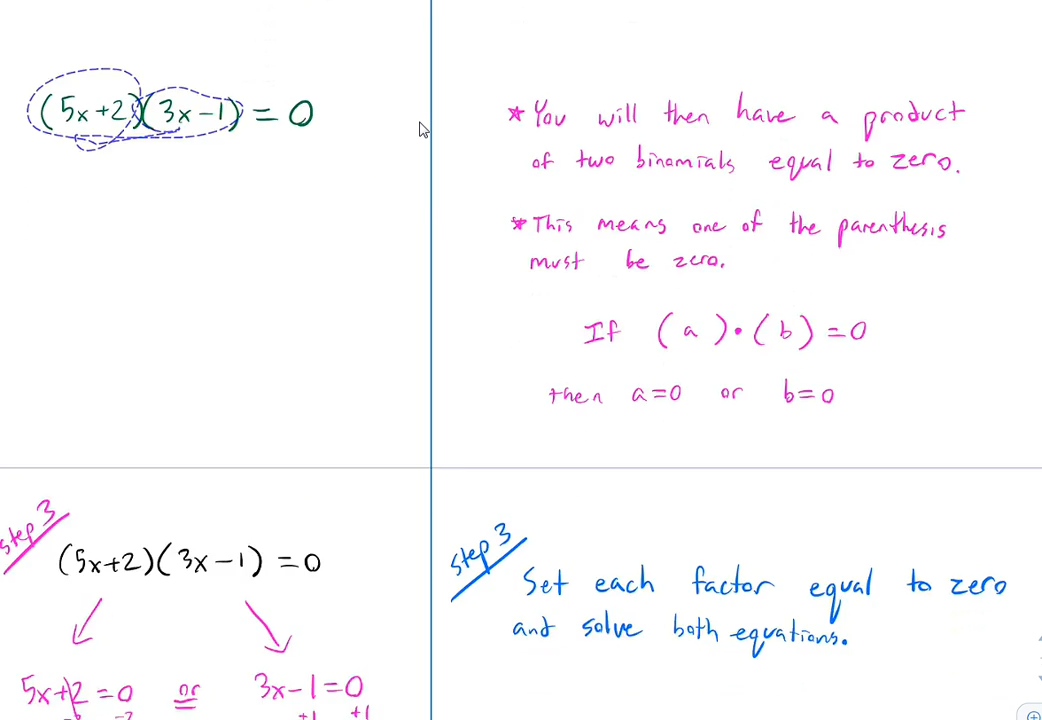 (5x+2)(3x-1) = 0
* You will then have a product
of two binomials equal to zero.
* This means one of the parenthesis
must be zero.
If (a)•(b) = 0
then a=0 or b=0
Step 3
(5x+2)(3x-1) = 0
5x+2=0 or 3x-1=0
-2 +1 +1
Step 3
Set each factor equal to zero
and solve both equations.